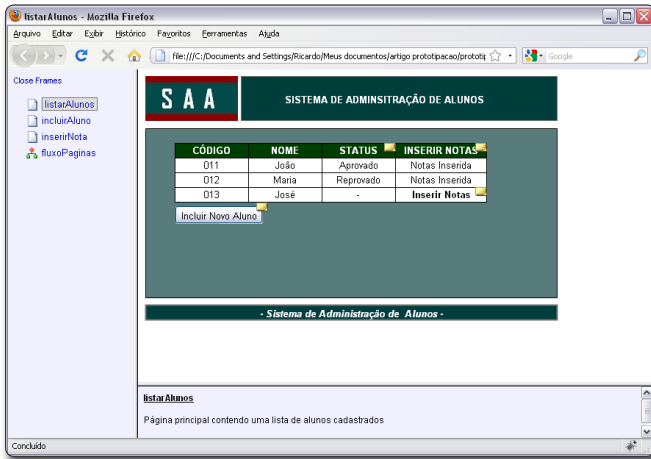 listarAlunos - Mozilla Firefox
Arquivo Editar Exibir Histórico Favoritos Ferramentas Ajuda
file:///C:/Documents and Settings/Ricardo/Meus documentos/artigo prototipacao/prototip
Google
Close Frames
listarAlunos
incluirAluno
inserirNota
fluxoPaginas
SAA
SISTEMA DE ADMINSITRAÇÃO DE ALUNOS
CÓDIGO NOME STATUS INSERIR NOTAS
011 João Aprovado Notas Inserida
012 Maria Reprovado Notas Inserida
013 José - Inserir Notas
Incluir Novo Aluno
- Sistema de Administração de Alunos -
listarAlunos
Página principal contendo uma lista de alunos cadastrados
Concluído